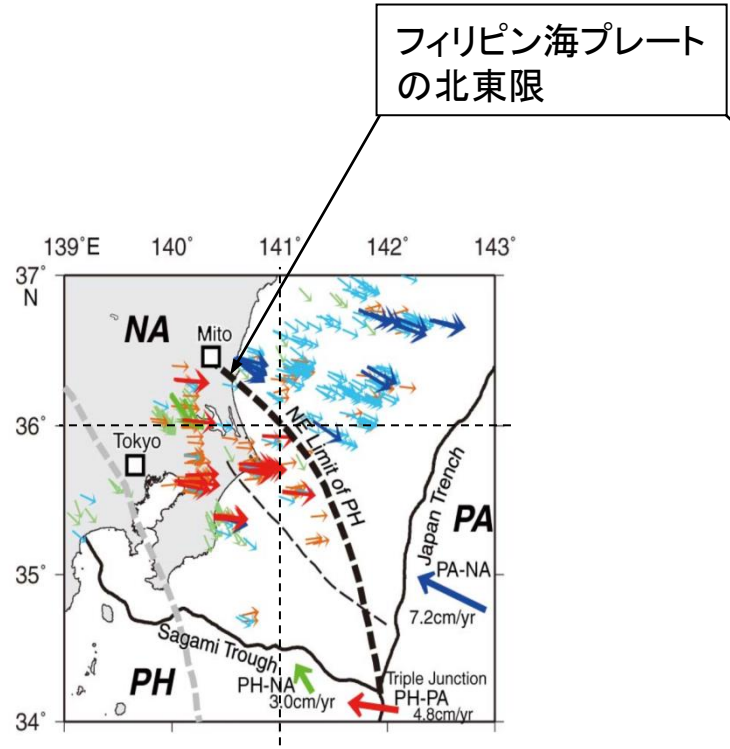 フィリピン海プレート
の北東限
139˚E 140˚ 141˚ 142˚ 143˚
37˚
N
NA
Mito
36˚
Tokyo
NE Limit of PH
Japan Trench
PA
35˚
PA-NA
7.2cm/yr
Sagami Trough
PH
PH-NA
3.0cm/yr
Triple Junction
PH-PA
4.8cm/yr
34˚